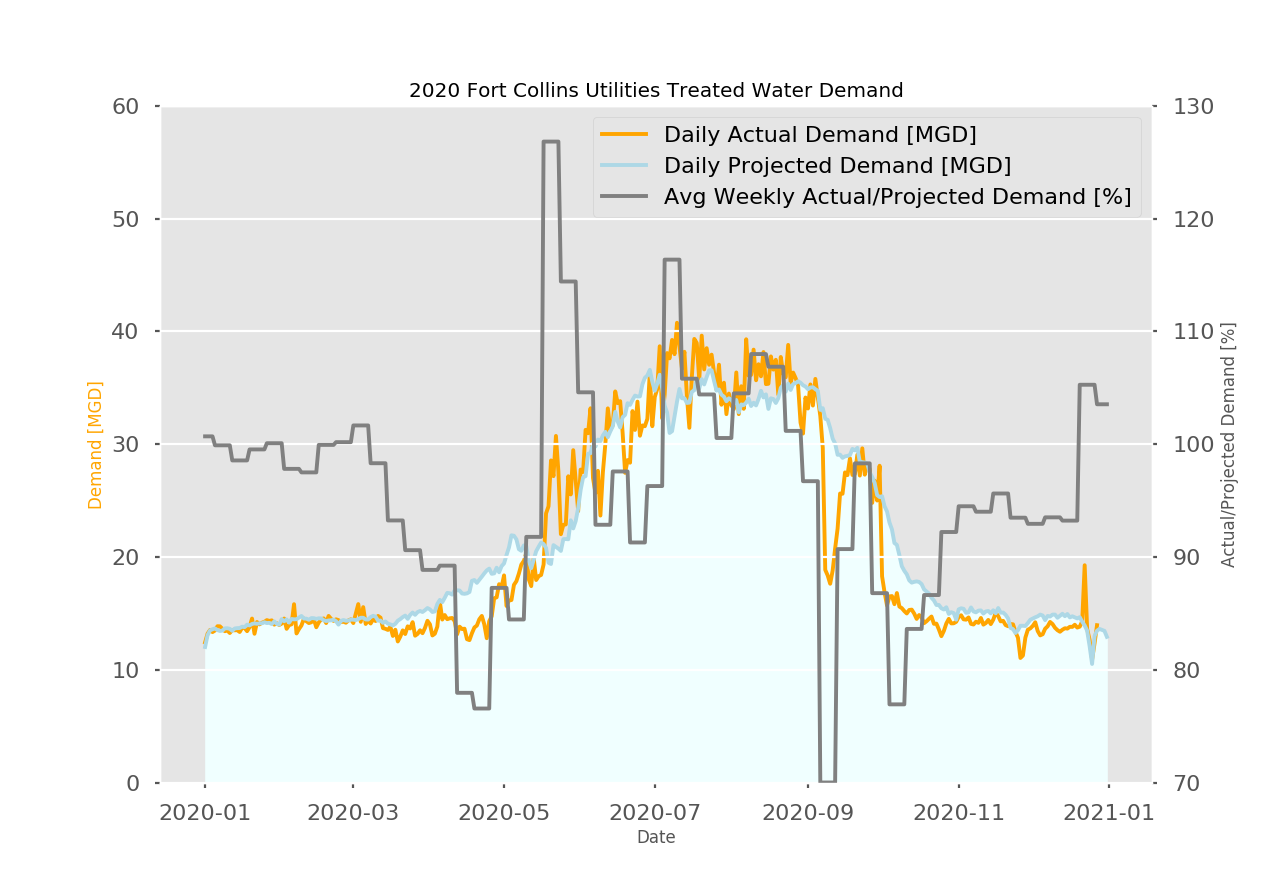 2020 Fort Collins Utilities Treated Water Demand
Daily Actual Demand [MGD]
Daily Projected Demand [MGD]
Avg Weekly Actual/Projected Demand [%]
60
50
40
30
20
10
0
Demand [MGD]
130
120
110
100
90
80
70
Actual/Projected Demand [%]
2020-01 2020-03 2020-05 2020-07 2020-09 2020-11 2021-01
Date